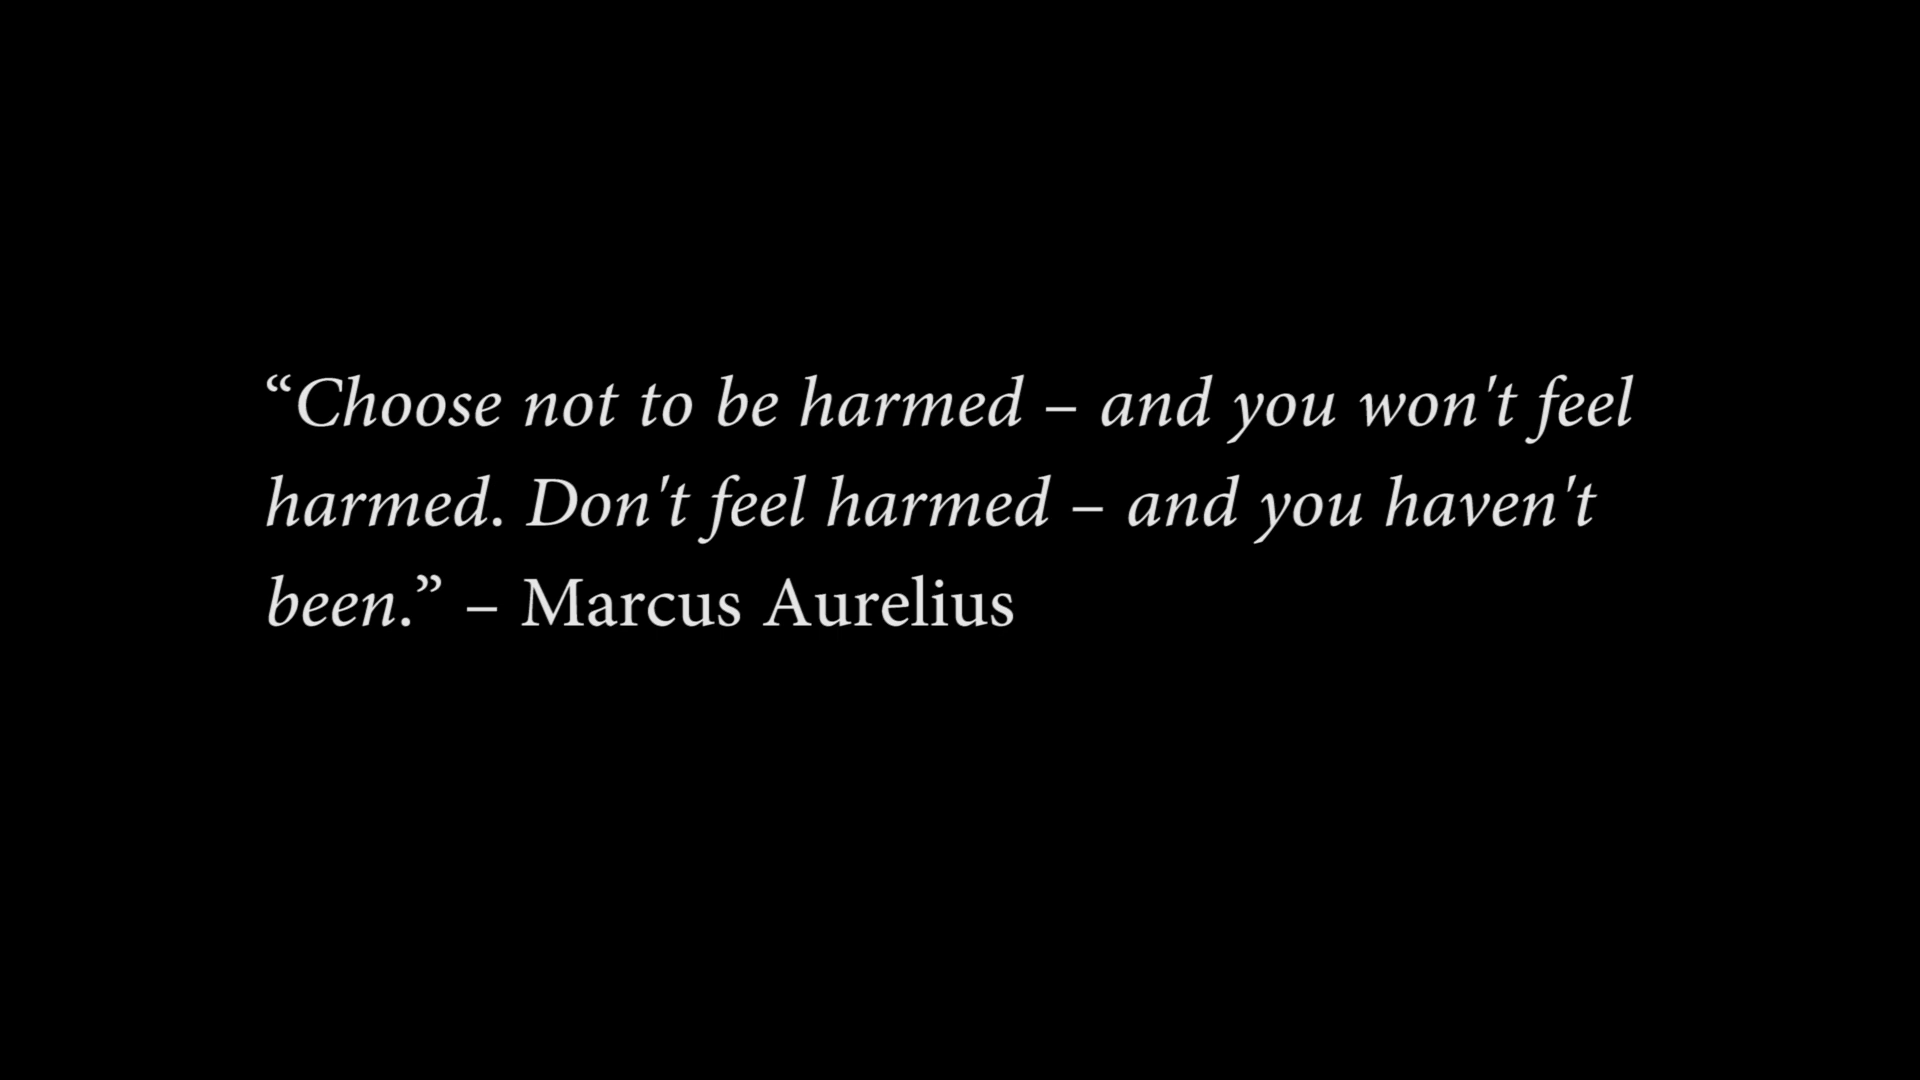 “Choose not to be harmed – and you won't feel
harmed. Don't feel harmed – and you haven't
been.” – Marcus Aurelius